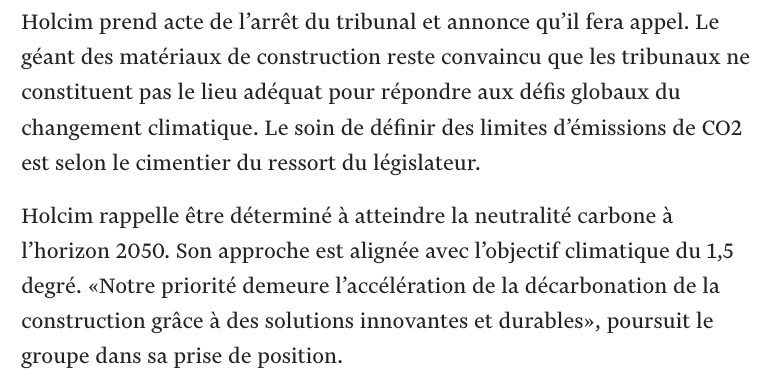 Holcim prend acte de l’arrêt du tribunal et annonce qu’il fera appel. Le
géant des matériaux de construction reste convaincu que les tribunaux ne
constituent pas le lieu adéquat pour répondre aux défis globaux du
changement climatique. Le soin de définir des limites d’émissions de CO2
est selon le cimentier du ressort du législateur.
Holcim rappelle être déterminé à atteindre la neutralité carbone à
l’horizon 2050. Son approche est alignée avec l’objectif climatique du 1,5
degré. «Notre priorité demeure l’accélération de la décarbonation de la
construction grâce à des solutions innovantes et durables», poursuit le
groupe dans sa prise de position.